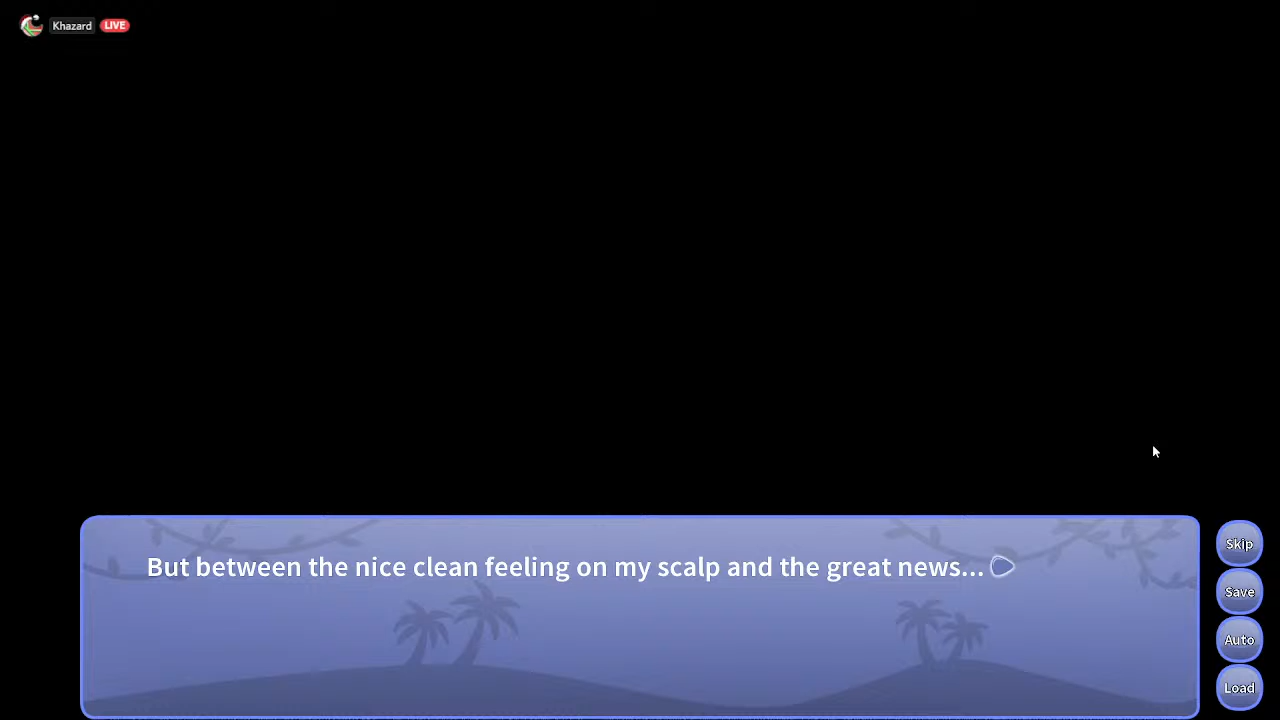 Khazard LIVE
But between the nice clean feeling on my scalp and the great news...
Skip
Save
Auto
Load